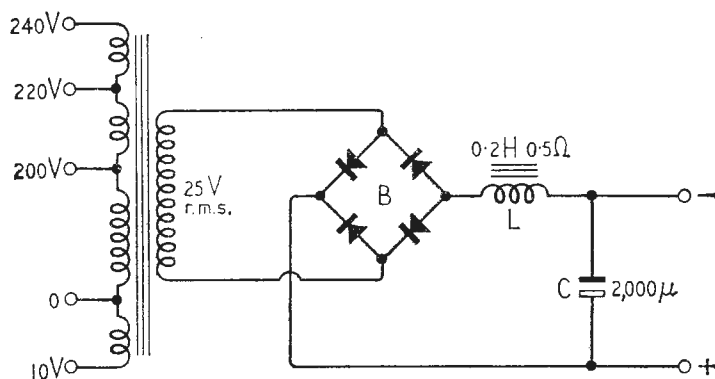 240V
220V
200V
0
10V
25V
r.m.s.
B
0·2H 0·5Ω
L
C
2,000μ
−
+